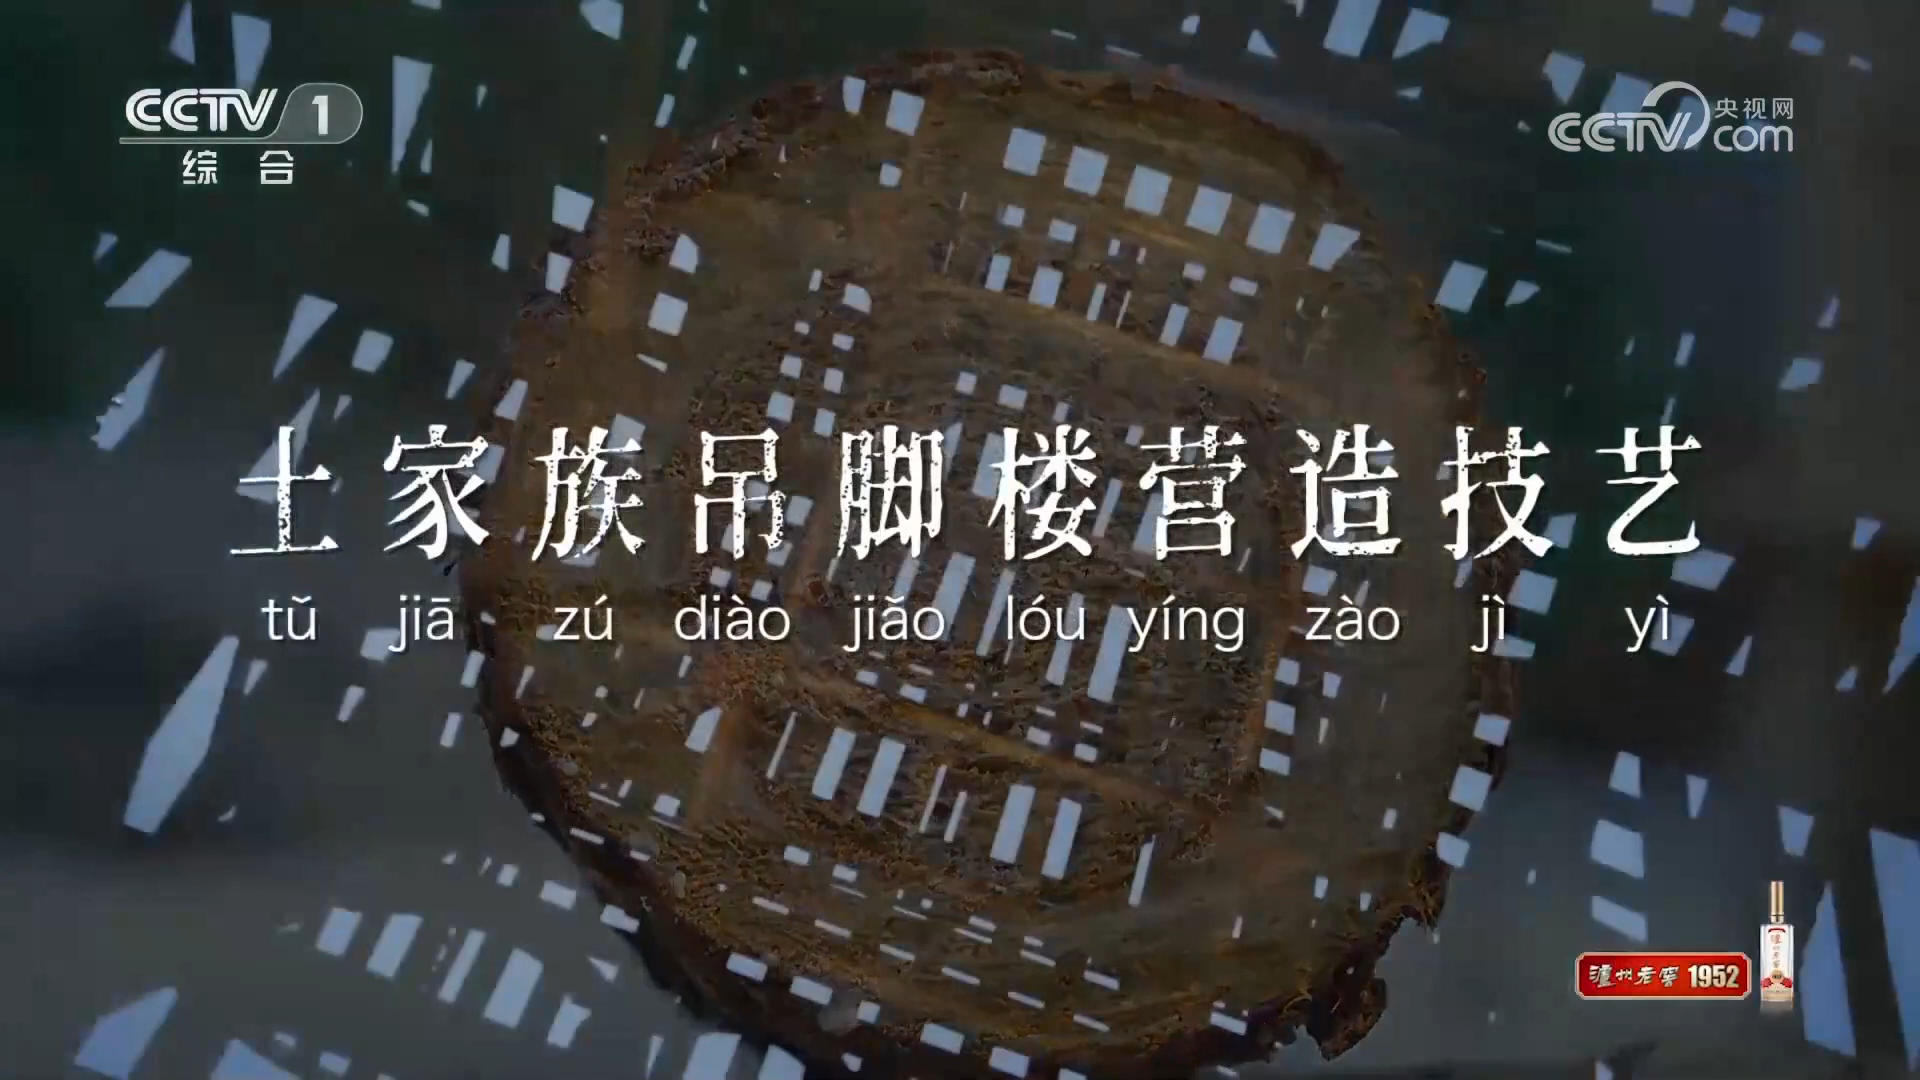 CCTV 1
综合
CCTV 央视网
com
土家族吊脚楼营造技艺
tǔ jiā zú diào jiǎo lóu yíng zào jì yì
泸州老窖 1952